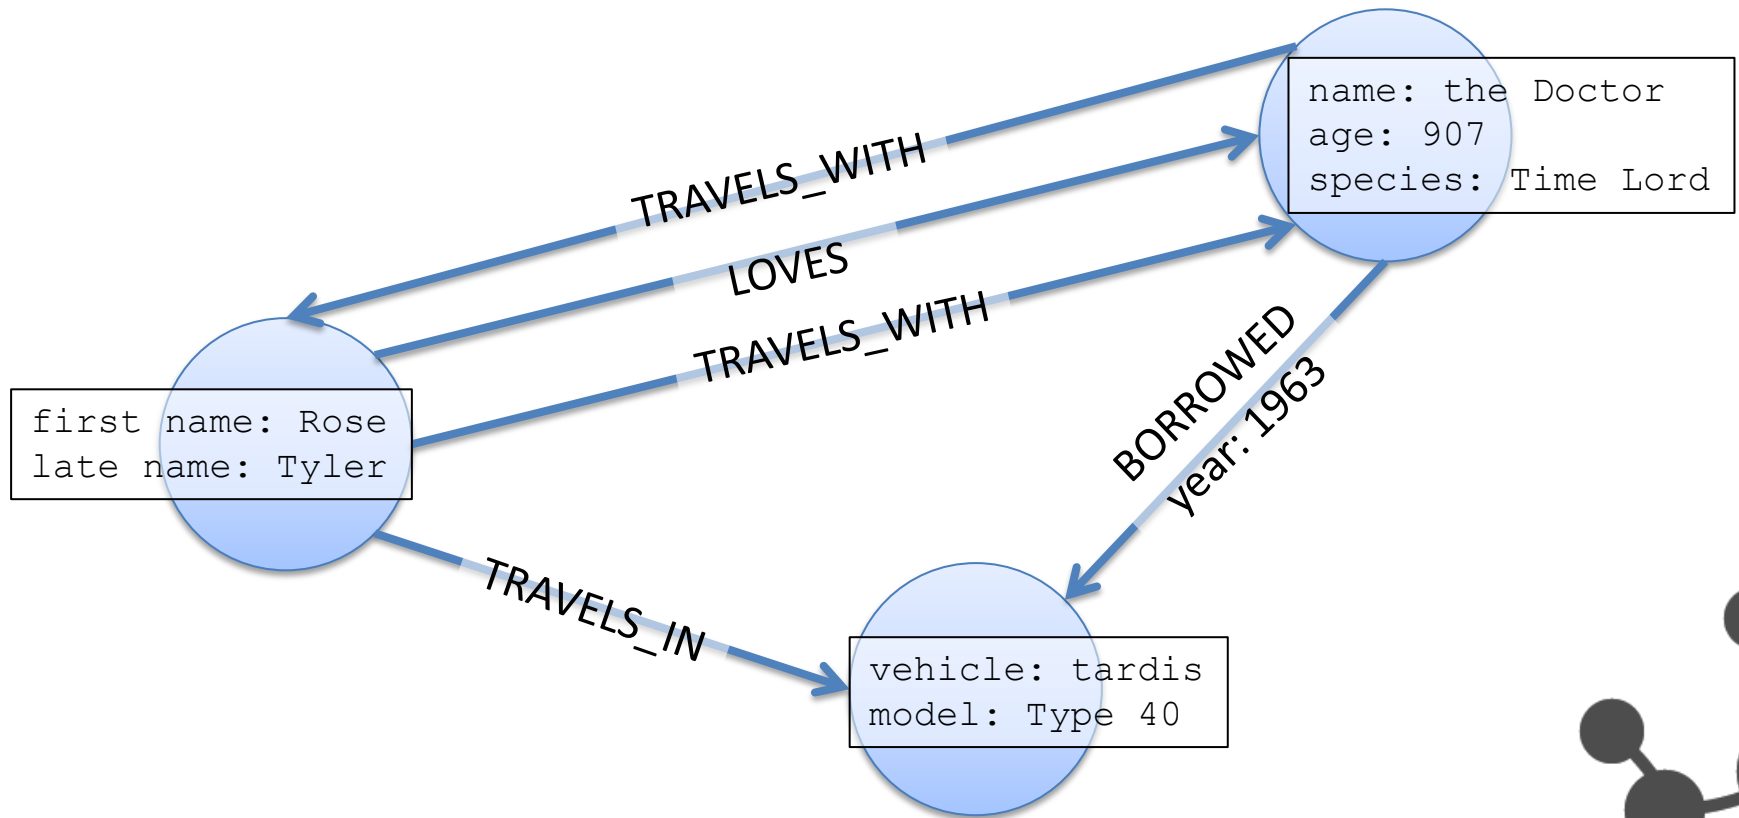 name: the Doctor
age: 907
species: Time Lord
TRAVELS_WITH
LOVES
TRAVELS_WITH
BORROWED
year: 1963
first name: Rose
late name: Tyler
TRAVELS_IN
vehicle: tardis
model: Type 40